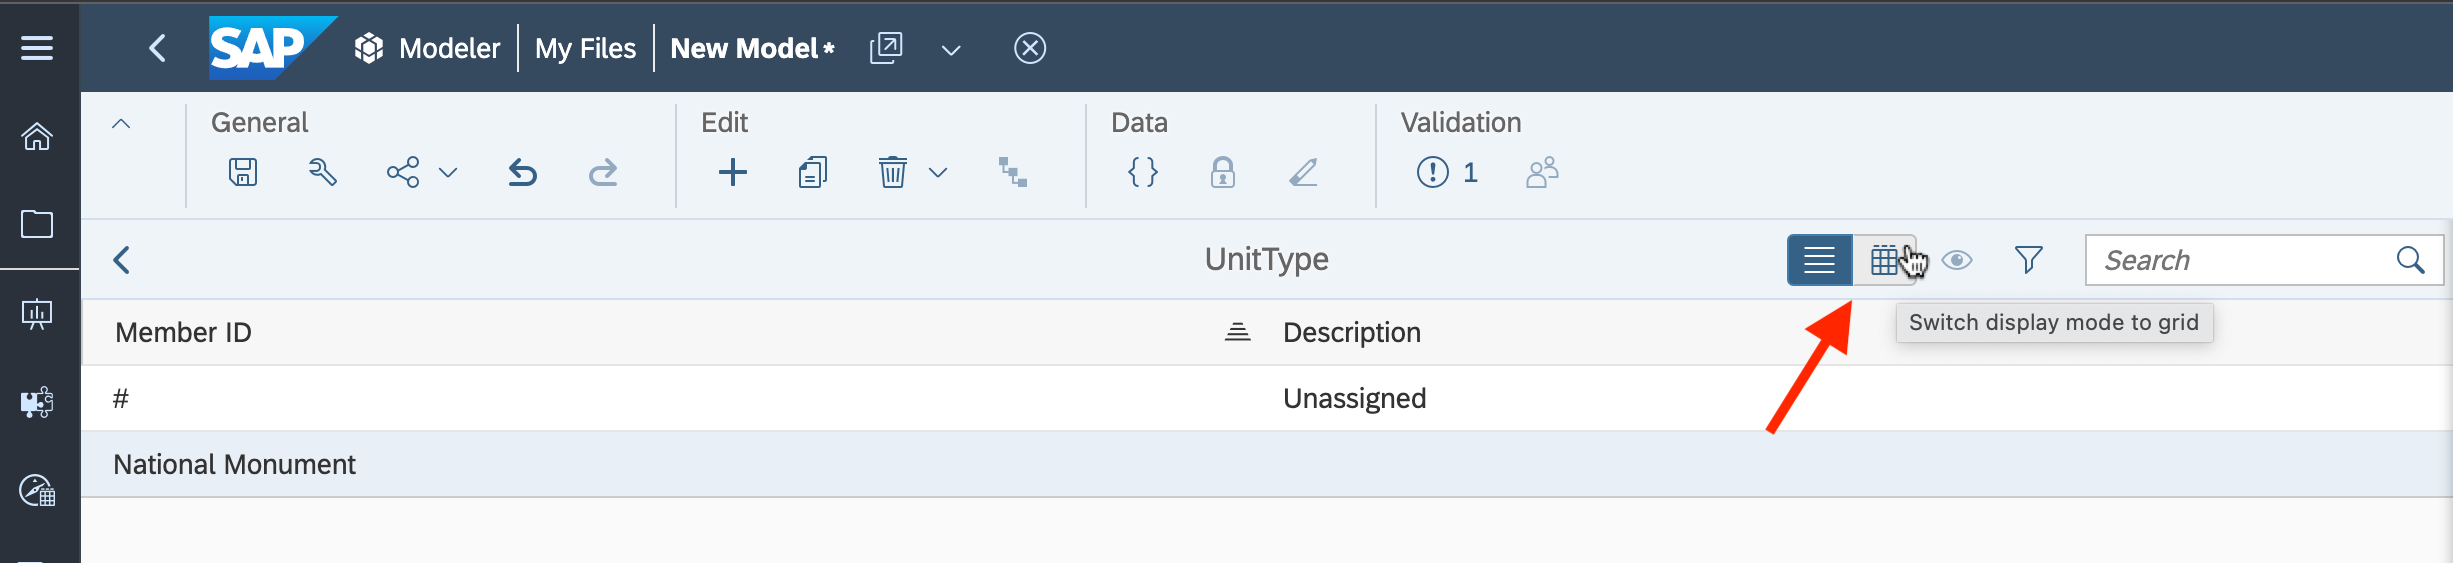 SAP Modeler My Files New Model*
General Edit Data Validation
1
UnitType Search
Switch display mode to grid
Member ID Description
# Unassigned
National Monument